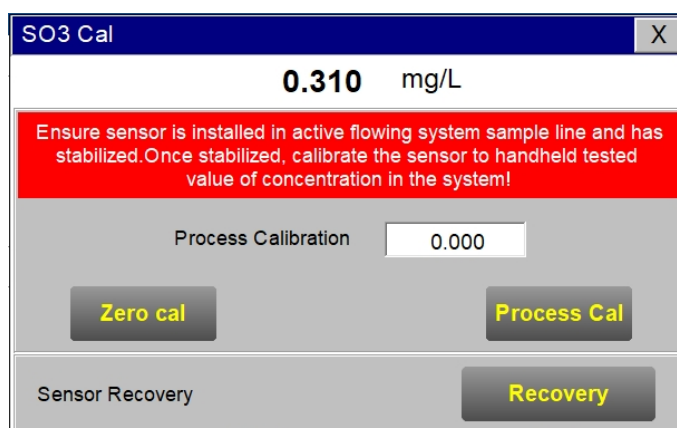 SO3 Cal X
0.310 mg/L
Ensure sensor is installed in active flowing system sample line and has
stabilized.Once stabilized, calibrate the sensor to handheld tested
value of concentration in the system!
Process Calibration 0.000
Zero cal Process Cal
Sensor Recovery Recovery